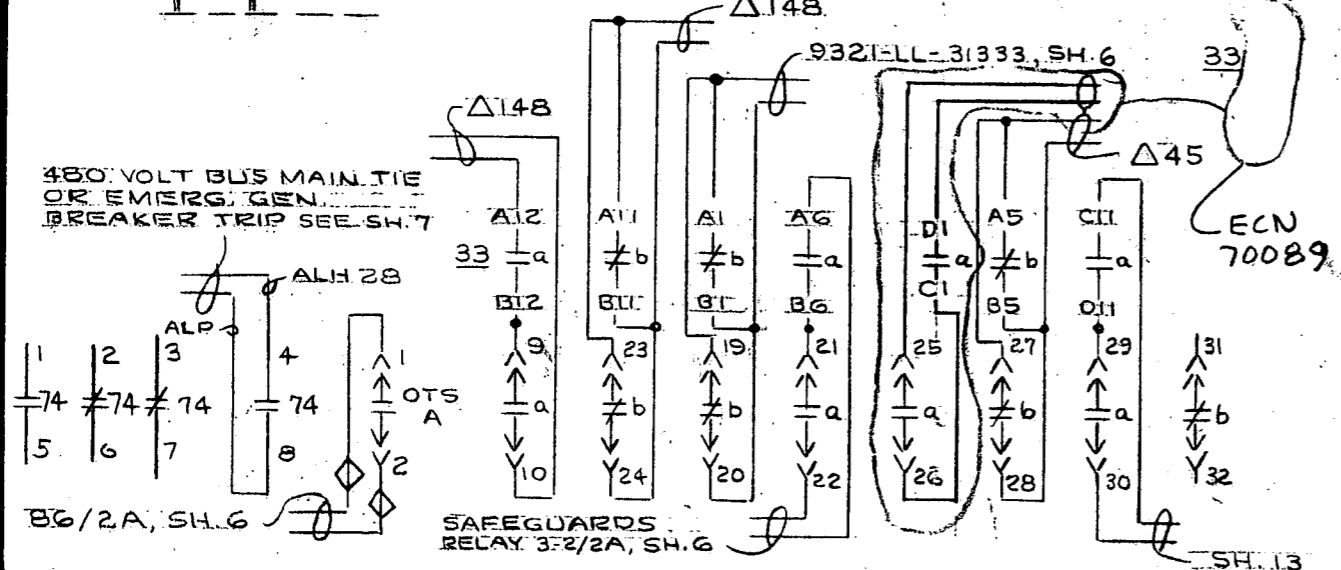 △148
9321-LL-31333, SH.6
33
△148
△45
480 VOLT BUS MAIN TIE
OR EMERG. GEN.
BREAKER TRIP SEE SH.7
ECN
70089
A12
A11
A1
A6
D1
A5
C11
33
a
b
b
a
a
b
a
ALH 28
B12
B11
B1
B6
C1
B5
D11
ALP
1
2
3
4
1
9
23
19
21
25
27
29
31
74
74
74
74
OTS
A
a
b
b
a
a
b
a
b
5
6
7
8
2
10
24
20
22
26
28
30
32
86/2A, SH.6
SAFEGUARDS
RELAY 3-2/2A, SH.6
SH.13